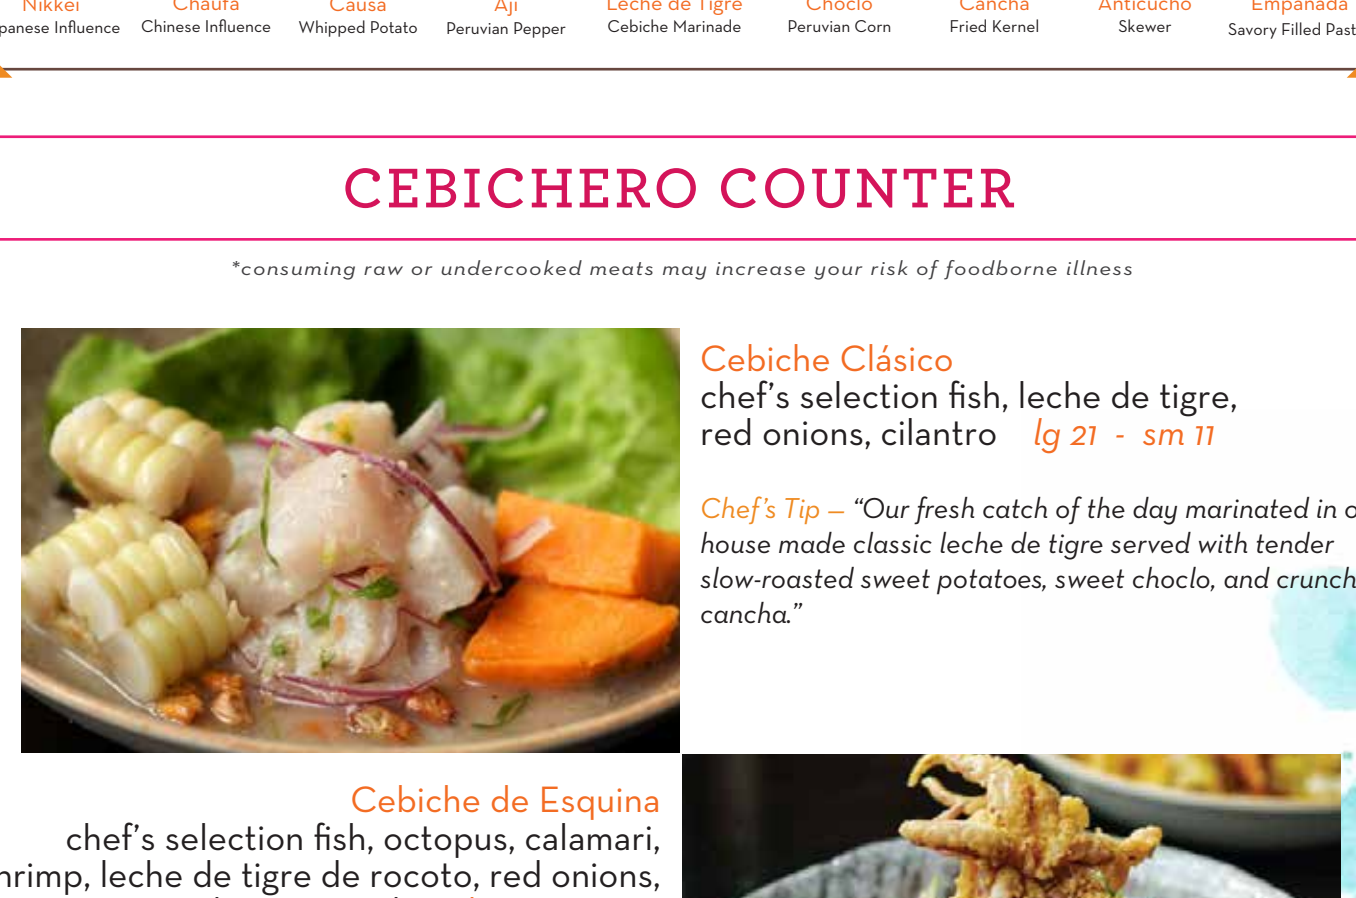 Nikkei Chaufa Causa Ají Leche de Tigre Choclo Cancha Anticucho Empanada
Influence Chinese Influence Whipped Potato Peruvian Pepper Cebiche Marinade Peruvian Corn Fried Kernel Skewer Savory Filled
CEBICHERO COUNTER
*consuming raw or undercooked meats may increase your risk of foodborne illness
Cebiche Clásico
chef's selection fish, leche de tigre,
red onions, cilantro lg 21 - sm 11
Chef's Tip – “Our fresh catch of the day marinated in
house made classic leche de tigre served with tender
slow-roasted sweet potatoes, sweet choclo, and crunch
cancha.”
Cebiche de Esquina
chef's selection fish, octopus, calamari,
leche de tigre de rocoto, red onions,